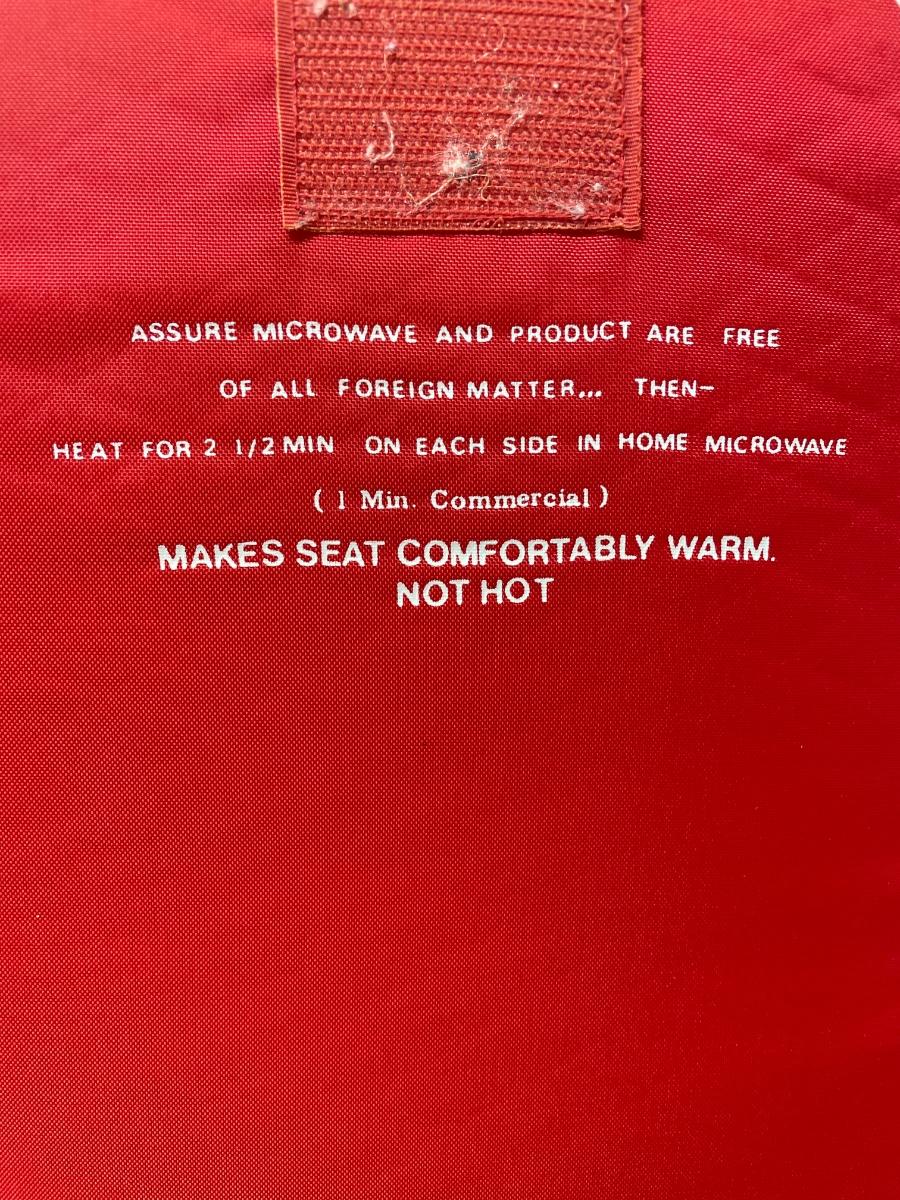 ASSURE MICROWAVE AND PRODUCT ARE FREE
OF ALL FOREIGN MATTER... THEN-
HEAT FOR 2 1/2 MIN ON EACH SIDE IN HOME MICROWAVE
( 1 Min. Commercial )
MAKES SEAT COMFORTABLY WARM.
NOT HOT